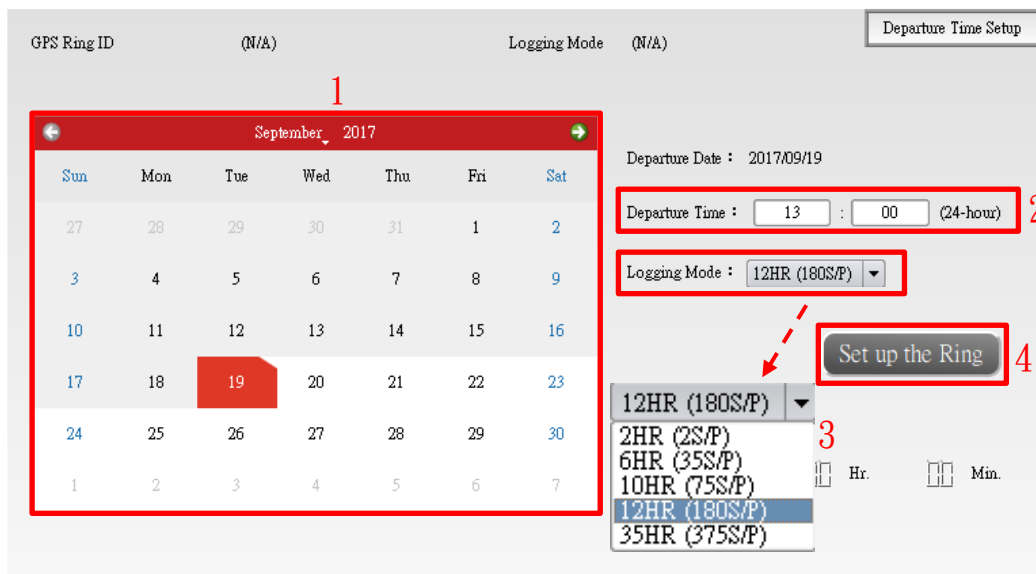 GPS Ring ID (N/A) Logging Mode (N/A) Departure Time Setup
1
September 2017
Sun Mon Tue Wed Thu Fri Sat
27 28 29 30 31 1 2
3 4 5 6 7 8 9
10 11 12 13 14 15 16
17 18 19 20 21 22 23
24 25 26 27 28 29 30
1 2 3 4 5 6 7
Departure Date： 2017/09/19
Departure Time： 13 : 00 (24-hour)
2
Logging Mode： 12HR (180S/P)
Set up the Ring
4
12HR (180S/P)
2HR (2S/P)
6HR (35S/P)
10HR (75S/P)
12HR (180S/P)
35HR (375S/P)
3
Hr. Min.